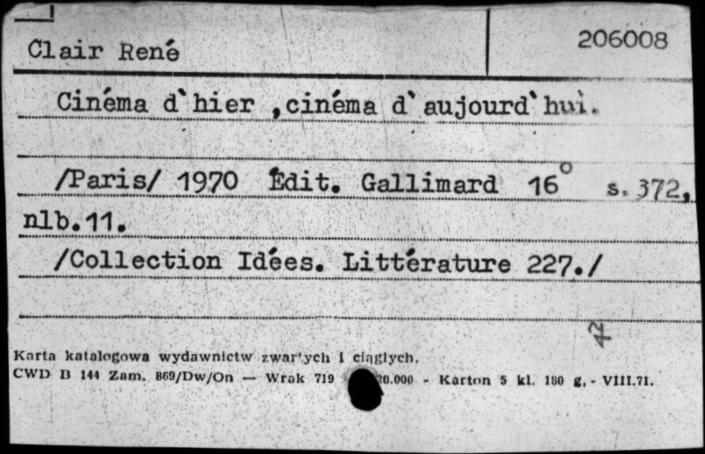 206008
Clair René
Cinéma d`hier ,cinéma d`aujourd`hui.
/Paris/ 1970 Édit. Gallimard 16° s. 372,
nlb.11.
/Collection Idées. Littérature 227./
Karta katalogowa wydawnictw zwartych i ciągłych.
CWD B 144 Zam. 869/Dw/On — Wrak 719 20.000 - Karton 5 kl. 180 g. - VIII.71.